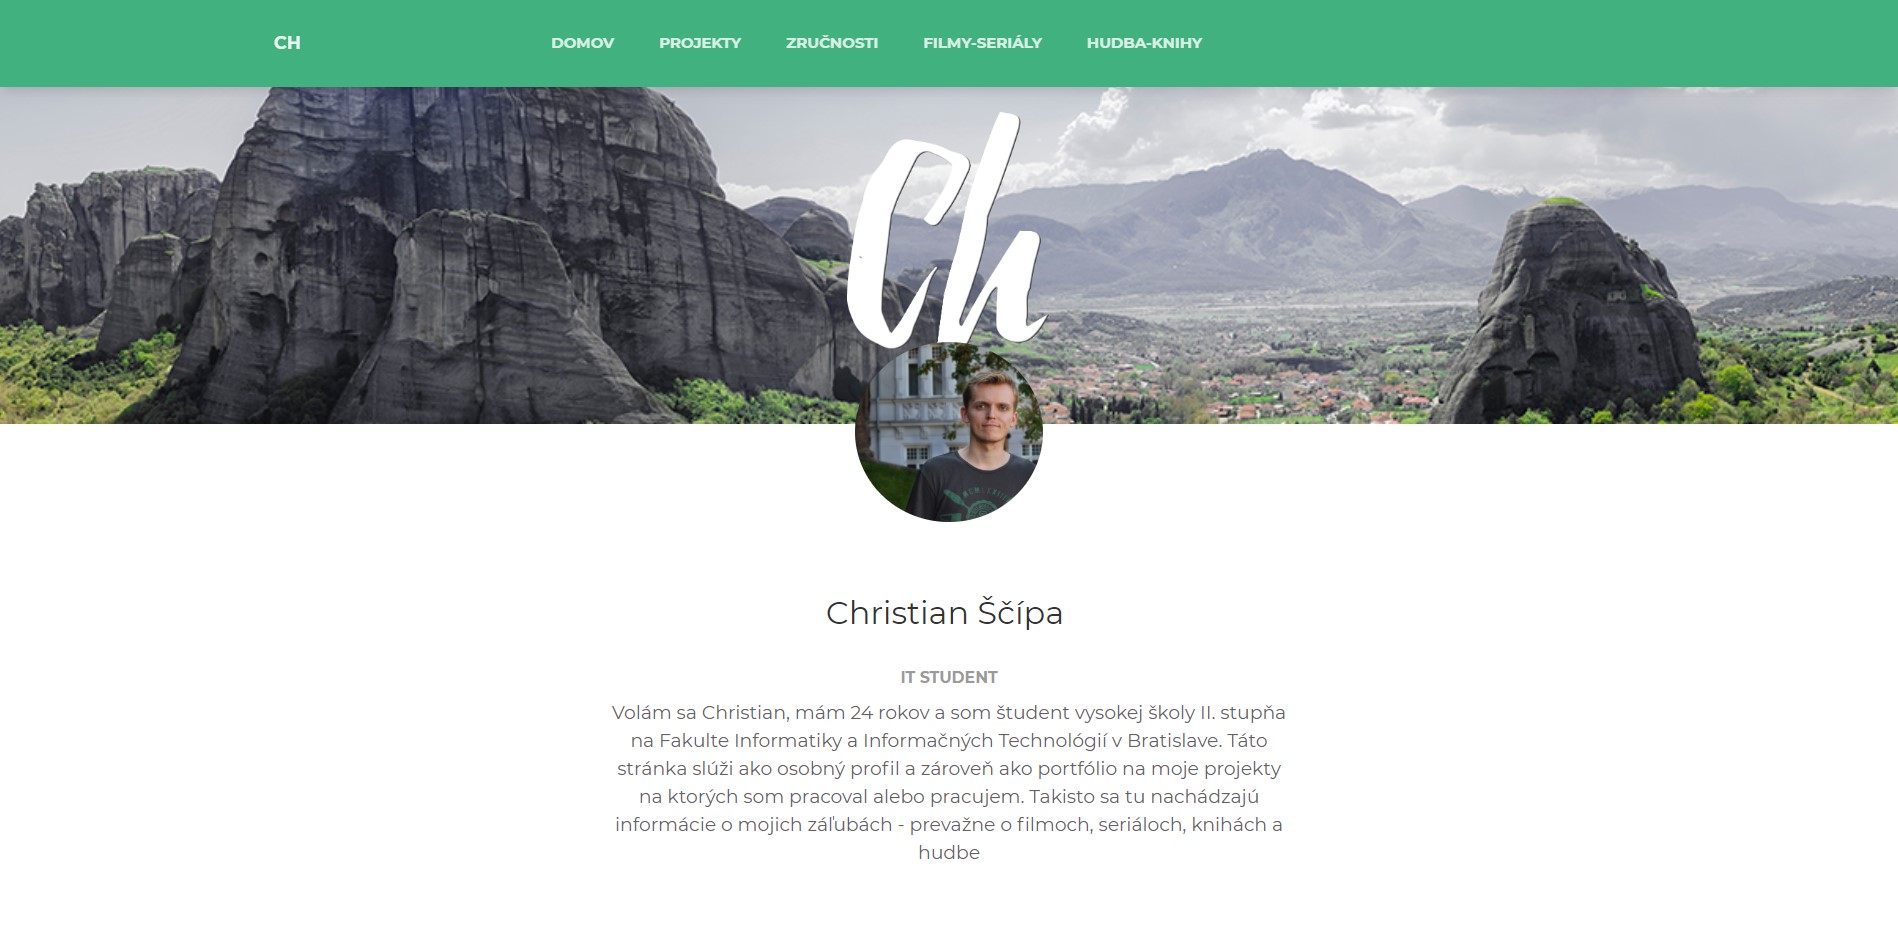 CH
DOMOV
PROJEKTY
ZRUČNOSTI
FILMY-SERIÁLY
HUDBA-KNIHY
Ch
Christian Ščípa
IT STUDENT
Volám sa Christian, mám 24 rokov a som študent vysokej školy II. stupňa
na Fakulte Informatiky a Informačných Technológií v Bratislave. Táto
stránka slúži ako osobný profil a zároveň ako portfólio na moje projekty
na ktorých som pracoval alebo pracujem. Takisto sa tu nachádzajú
informácie o mojich záľubách - prevažne o filmoch, seriáloch, knihách a
hudbe